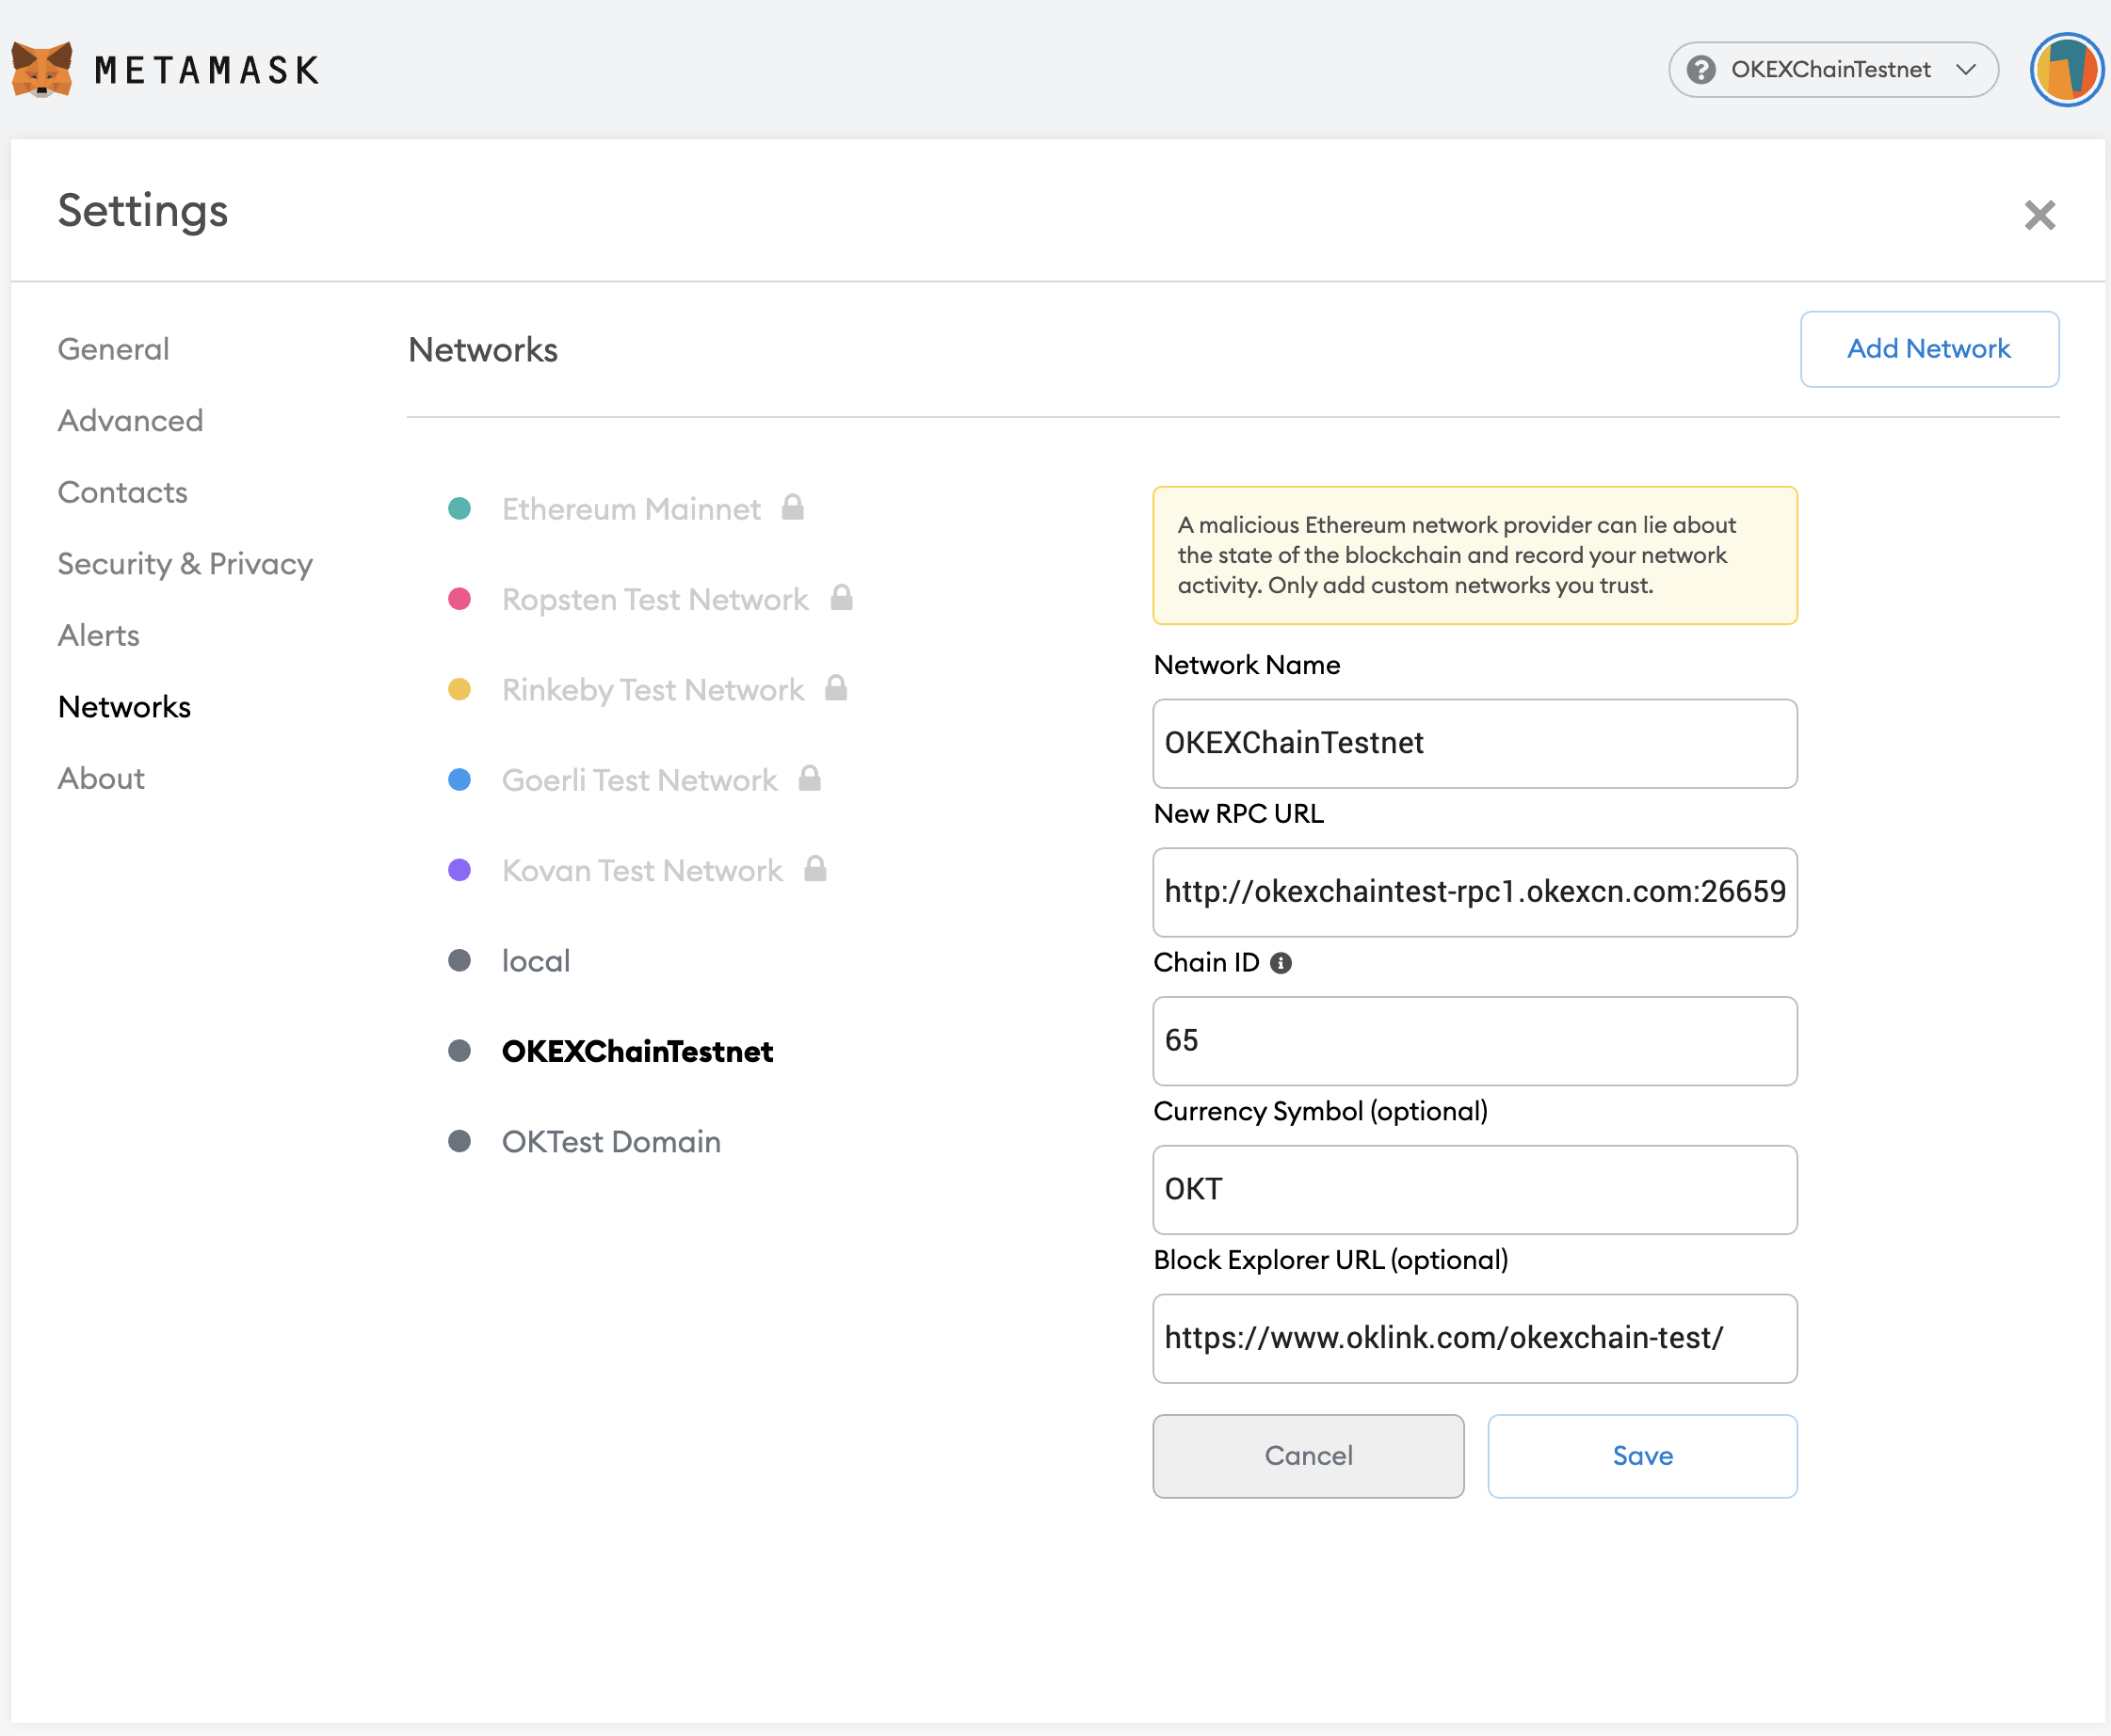 METAMASK
OKEXChainTestnet
Settings
General
Advanced
Contacts
Security & Privacy
Alerts
Networks
About
Networks
Add Network
Ethereum Mainnet
Ropsten Test Network
Rinkeby Test Network
Goerli Test Network
Kovan Test Network
local
OKEXChainTestnet
OKTest Domain
A malicious Ethereum network provider can lie about
the state of the blockchain and record your network
activity. Only add custom networks you trust.
Network Name
OKEXChainTestnet
New RPC URL
http://okexchaintest-rpc1.okexcn.com:26659
Chain ID
65
Currency Symbol (optional)
OKT
Block Explorer URL (optional)
https://www.oklink.com/okexchain-test/
Cancel
Save